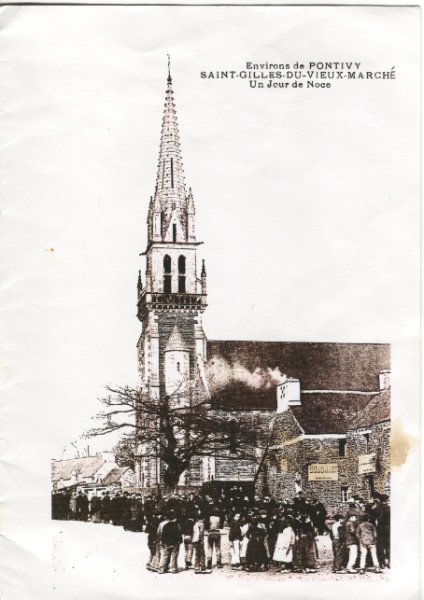 Environs de PONTIVY
SAINT-GILLES-DU-VIEUX-MARCHÉ
Un Jour de Noce